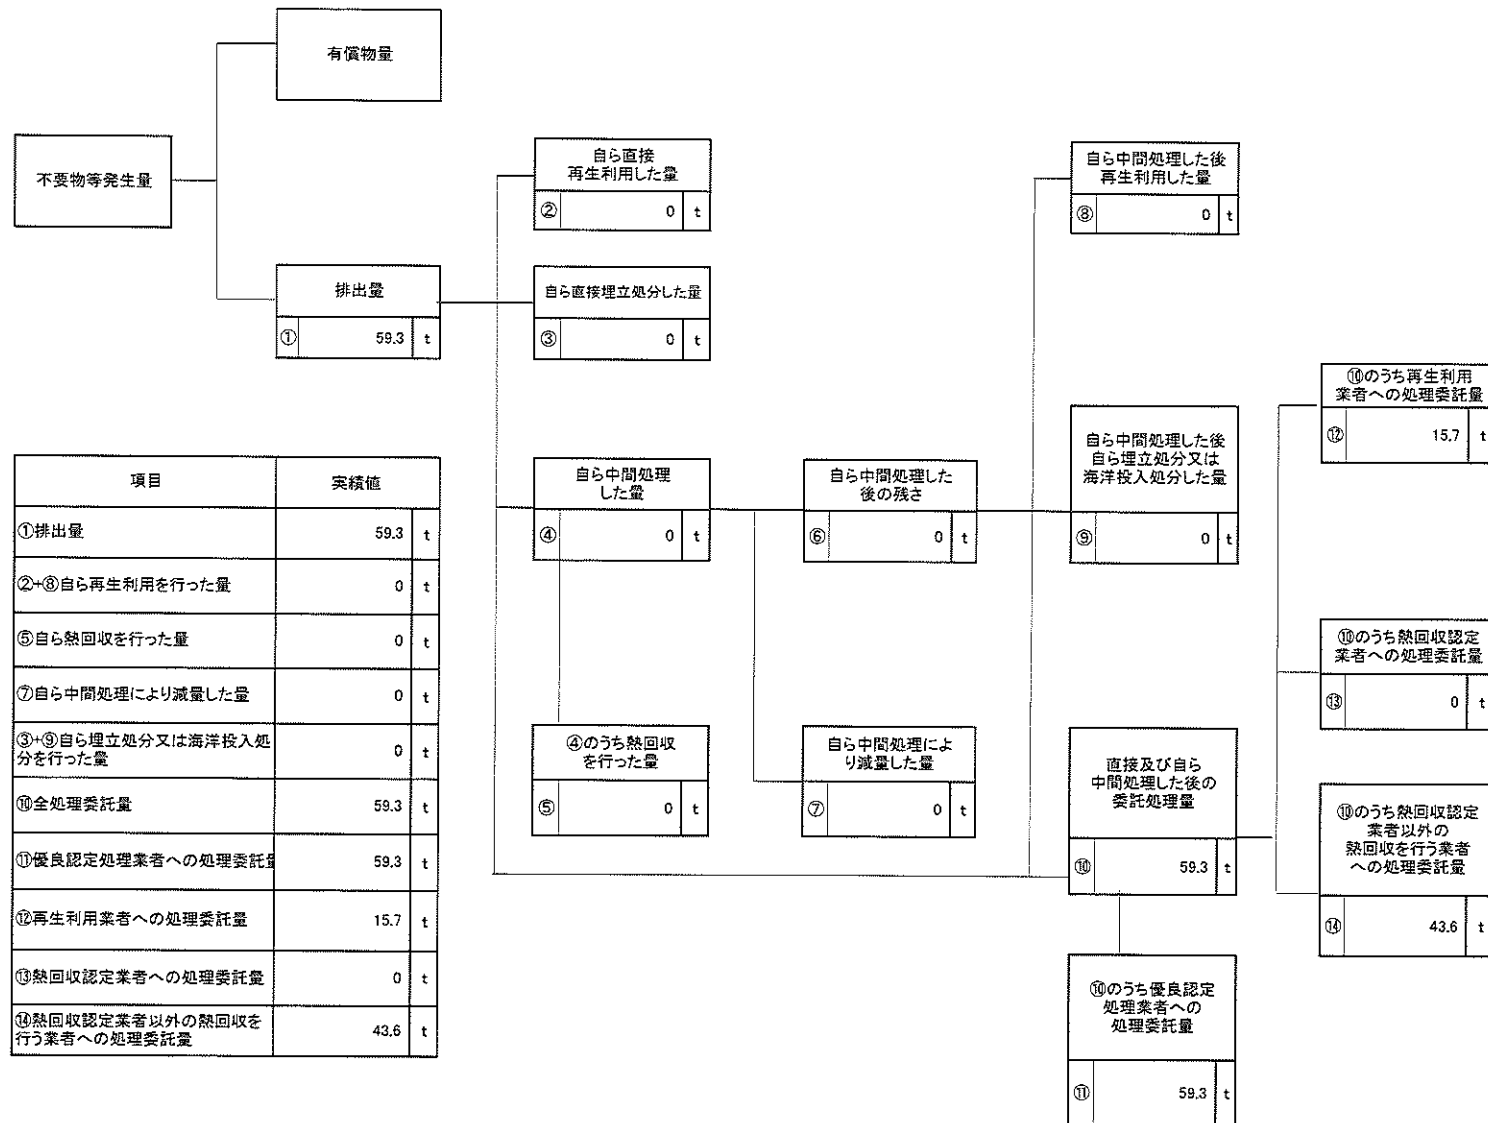 有償物量
不要物等発生量
排出量
① 59.3 t
自ら直接
再生利用した量
② 0 t
自ら直接埋立処分した量
③ 0 t
自ら中間処理
した量
④ 0 t
④のうち熱回収
を行った量
⑤ 0 t
自ら中間処理した
後の残さ
⑥ 0 t
自ら中間処理によ
り減量した量
⑦ 0 t
自ら中間処理した後
再生利用した量
⑧ 0 t
自ら中間処理した後
自ら埋立処分又は
海洋投入処分した量
⑨ 0 t
直接及び自ら
中間処理した後の
委託処理量
⑩ 59.3 t
⑩のうち優良認定
処理業者への
処理委託量
⑪ 59.3 t
⑩のうち再生利用
業者への処理委託量
⑫ 15.7 t
⑩のうち熱回収認定
業者への処理委託量
⑬ 0 t
⑩のうち熱回収認定
業者以外の
熱回収を行う業者
への処理委託量
⑭ 43.6 t
項目 実績値
①排出量 59.3 t
②+⑧自ら再生利用を行った量 0 t
⑤自ら熱回収を行った量 0 t
⑦自ら中間処理により減量した量 0 t
③+⑨自ら埋立処分又は海洋投入処
分を行った量 0 t
⑩全処理委託量 59.3 t
⑪優良認定処理業者への処理委託量 59.3 t
⑫再生利用業者への処理委託量 15.7 t
⑬熱回収認定業者への処理委託量 0 t
⑭熱回収認定業者以外の熱回収を
行う業者への処理委託量 43.6 t